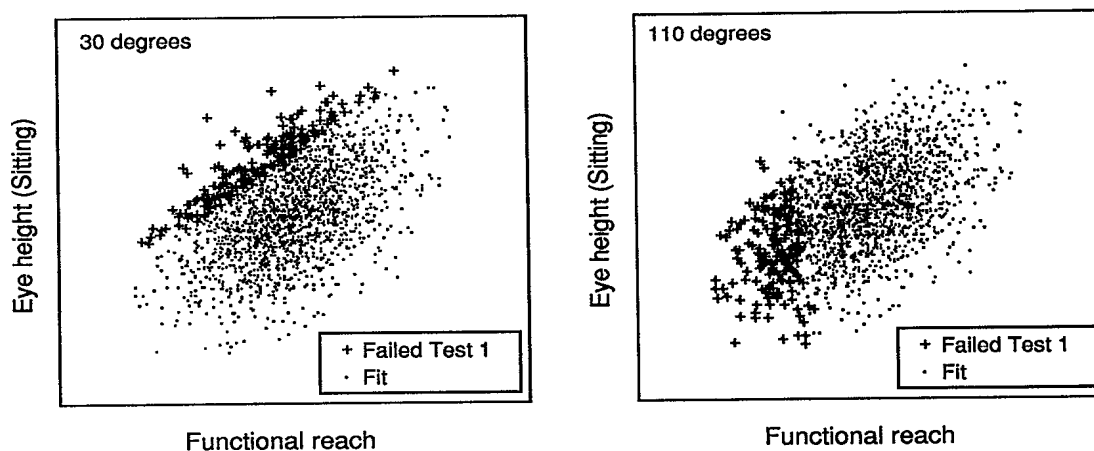 30 degrees
Eye height (Sitting)
+ Failed Test 1
· Fit
Functional reach
110 degrees
Eye height (Sitting)
+ Failed Test 1
· Fit
Functional reach